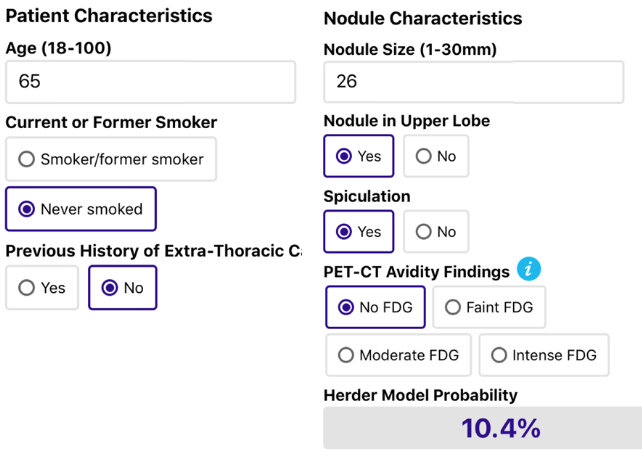 Patient Characteristics
Age (18-100)
65
Current or Former Smoker
Smoker/former smoker
Never smoked
Previous History of Extra-Thoracic Ca
Yes No
Nodule Characteristics
Nodule Size (1-30mm)
26
Nodule in Upper Lobe
Yes No
Spiculation
Yes No
PET-CT Avidity Findings i
No FDG Faint FDG
Moderate FDG Intense FDG
Herder Model Probability
10.4%